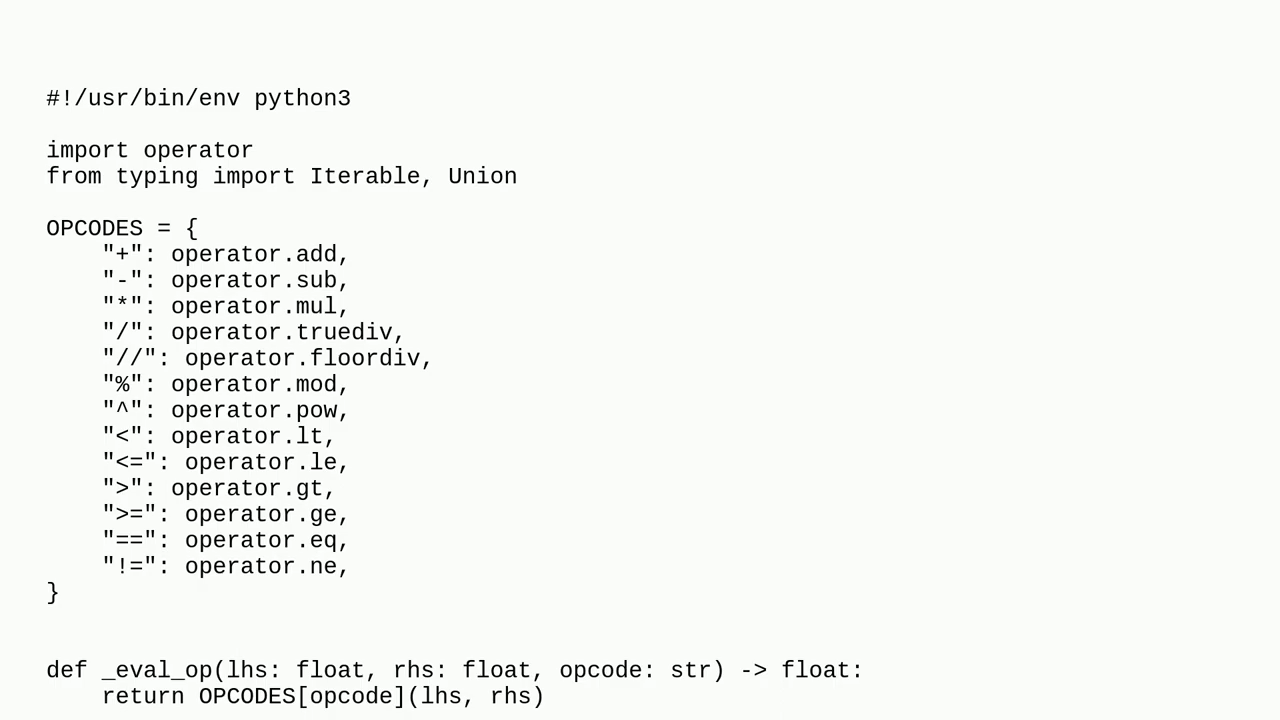 #!/usr/bin/env python3
import operator
from typing import Iterable, Union
OPCODES = {
    "+": operator.add,
    "-": operator.sub,
    "*": operator.mul,
    "/": operator.truediv,
    "//": operator.floordiv,
    "%": operator.mod,
    "^": operator.pow,
    "<": operator.lt,
    "<=": operator.le,
    ">": operator.gt,
    ">=": operator.ge,
    "==": operator.eq,
    "!=": operator.ne,
}
def _eval_op(lhs: float, rhs: float, opcode: str) -> float:
    return OPCODES[opcode](lhs, rhs)